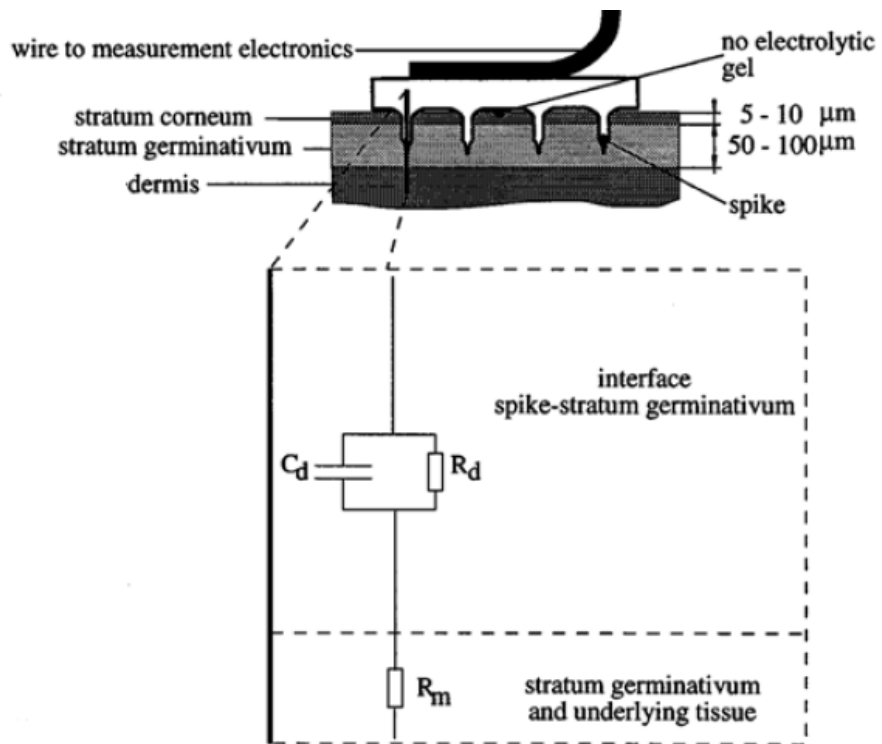 wire to measurement electronics
no electrolytic
gel
stratum corneum
5 - 10 μm
stratum germinativum
50 - 100μm
dermis
spike
interface
spike-stratum germinativum
Cd
Rd
Rm
stratum germinativum
and underlying tissue